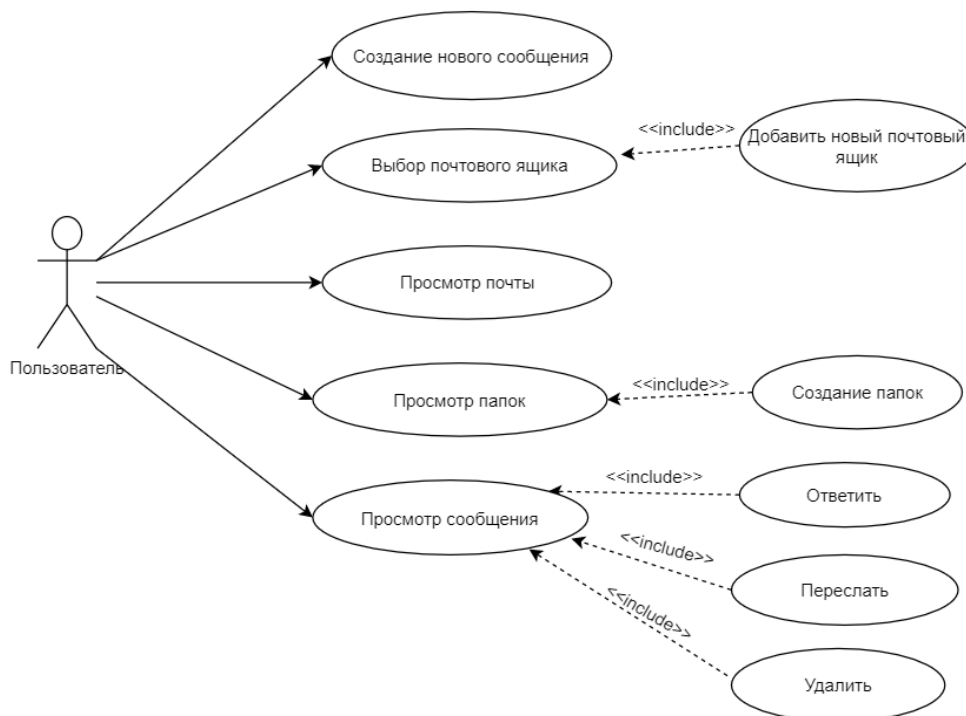 Создание нового сообщения
<<include>>
Добавить новый почтовый
ящик
Выбор почтового ящика
Просмотр почты
Пользователь
<<include>>
Создание папок
Просмотр папок
<<include>>
Ответить
Просмотр сообщения
<<include>>
Переслать
<<include>>
Удалить